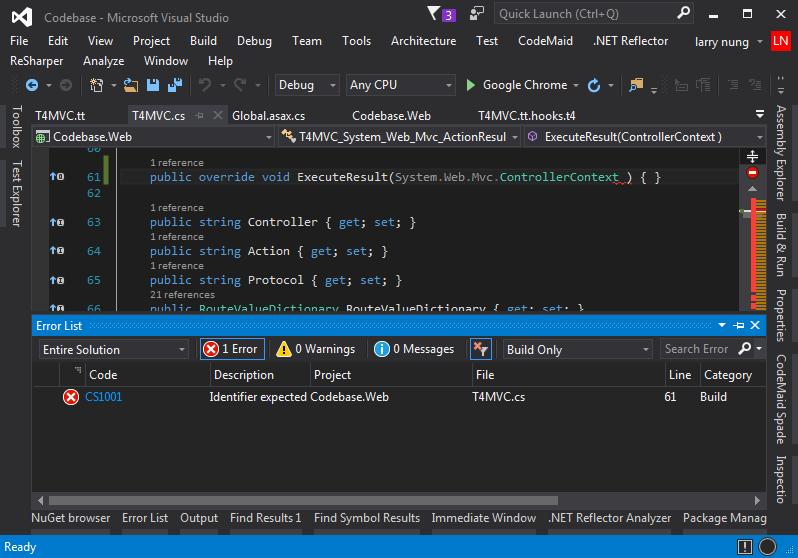 Codebase - Microsoft Visual Studio
3
Quick Launch (Ctrl+Q)
File Edit View Project Build Debug Team Tools Architecture Test CodeMaid .NET Reflector larry nung LN
ReSharper Analyze Window Help
Debug Any CPU Google Chrome
T4MVC.tt T4MVC.cs Global.asax.cs Codebase.Web T4MVC.tt.hooks.t4
Codebase.Web T4MVC_System_Web_Mvc_ActionResul ExecuteResult(ControllerContext )
60
1 reference
61 public override void ExecuteResult(System.Web.Mvc.ControllerContext ) { }
62
1 reference
63 public string Controller { get; set; }
1 reference
64 public string Action { get; set; }
1 reference
65 public string Protocol { get; set; }
21 references
66 public RouteValueDictionary RouteValueDictionary { get; set; }
Toolbox
Test Explorer
Assembly Explorer
Build & Run
Properties
CodeMaid Spade
Inspectio
Error List
Entire Solution 1 Error 0 Warnings 0 Messages Build Only Search Error
Code Description Project File Line Category
CS1001 Identifier expected Codebase.Web T4MVC.cs 61 Build
NuGet browser Error List Output Find Results 1 Find Symbol Results Immediate Window .NET Reflector Analyzer Package Manag
Ready